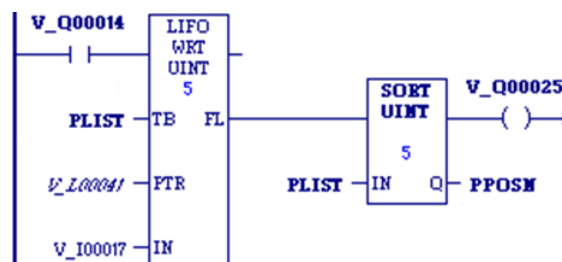 V_Q00014
LIFO
WRT
UINT
5
PLIST TB FL
SORT
UINT
V_Q00025
( )
5
V_L00041 PTR
PLIST IN Q PPOSN
V_I00017 IN